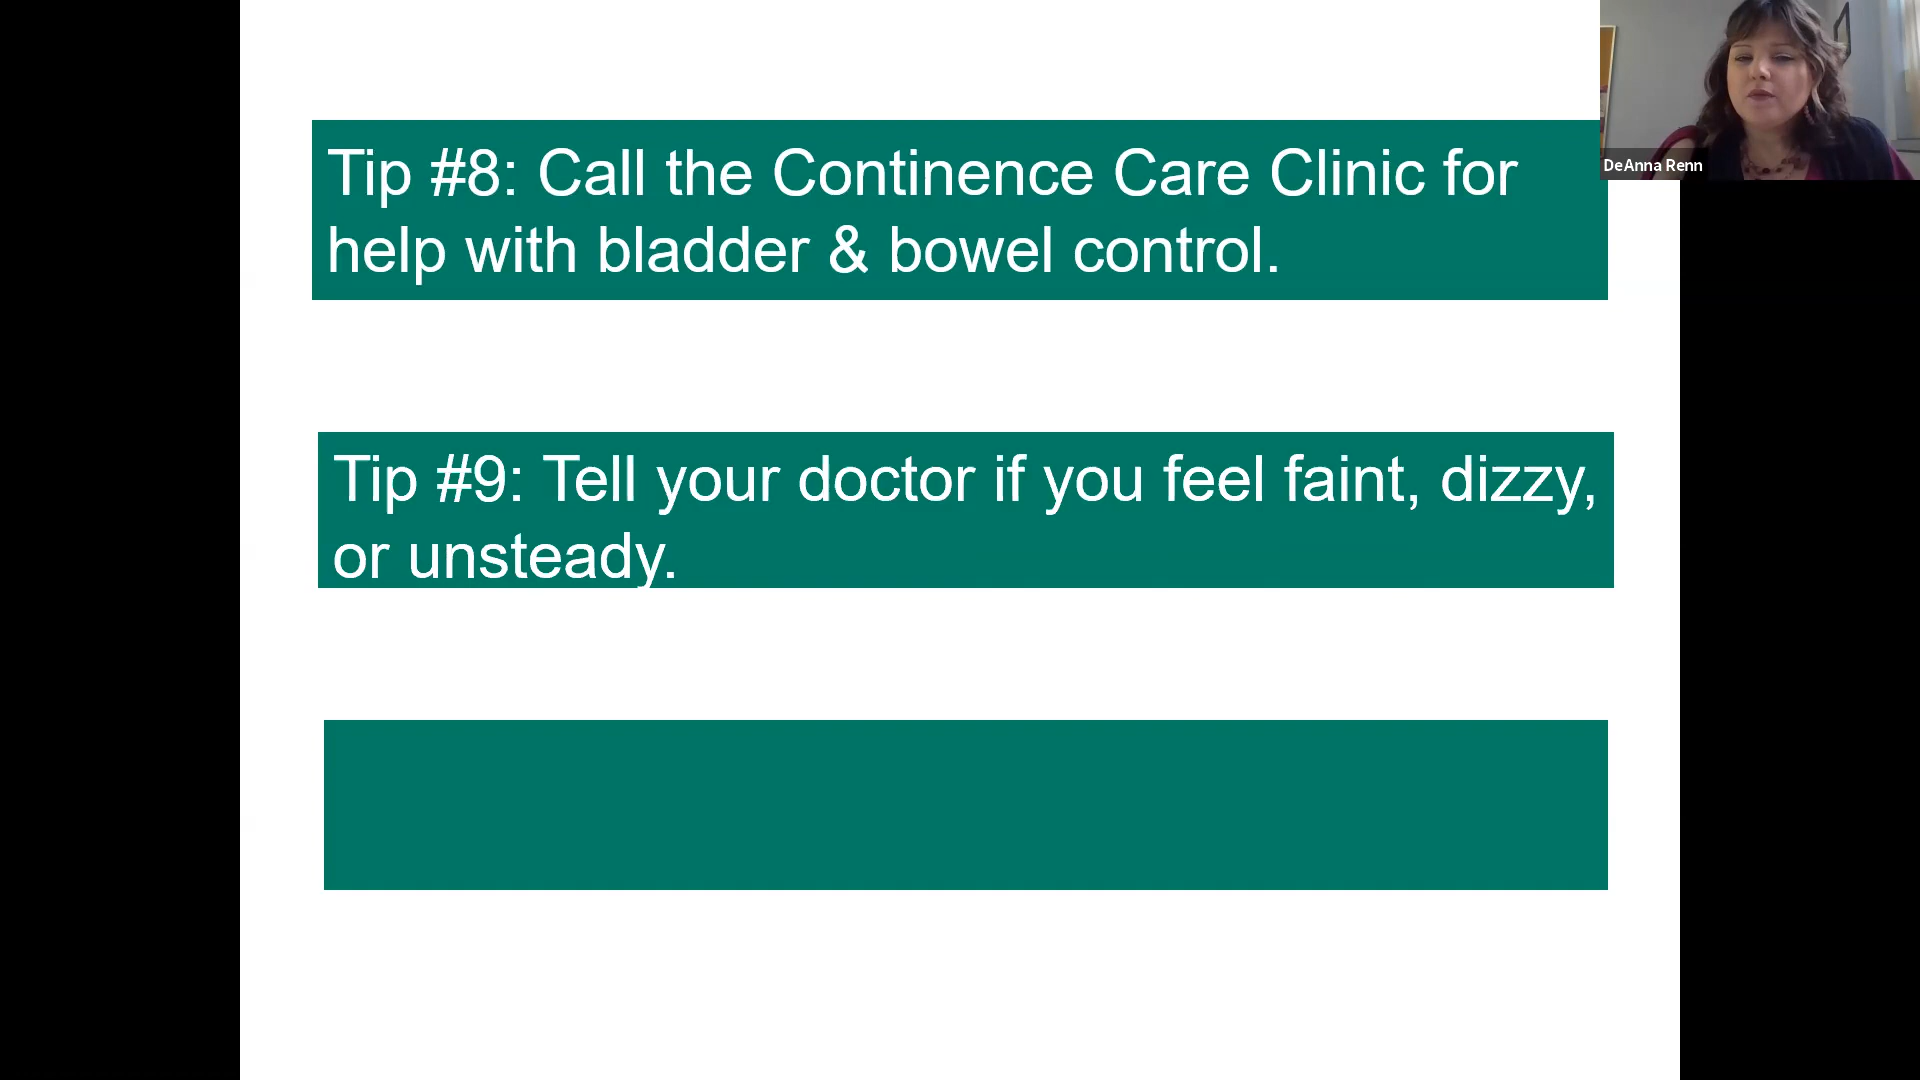 Tip #8: Call the Continence Care Clinic for
help with bladder & bowel control.
DeAnna Renn
Tip #9: Tell your doctor if you feel faint, dizzy,
or unsteady.